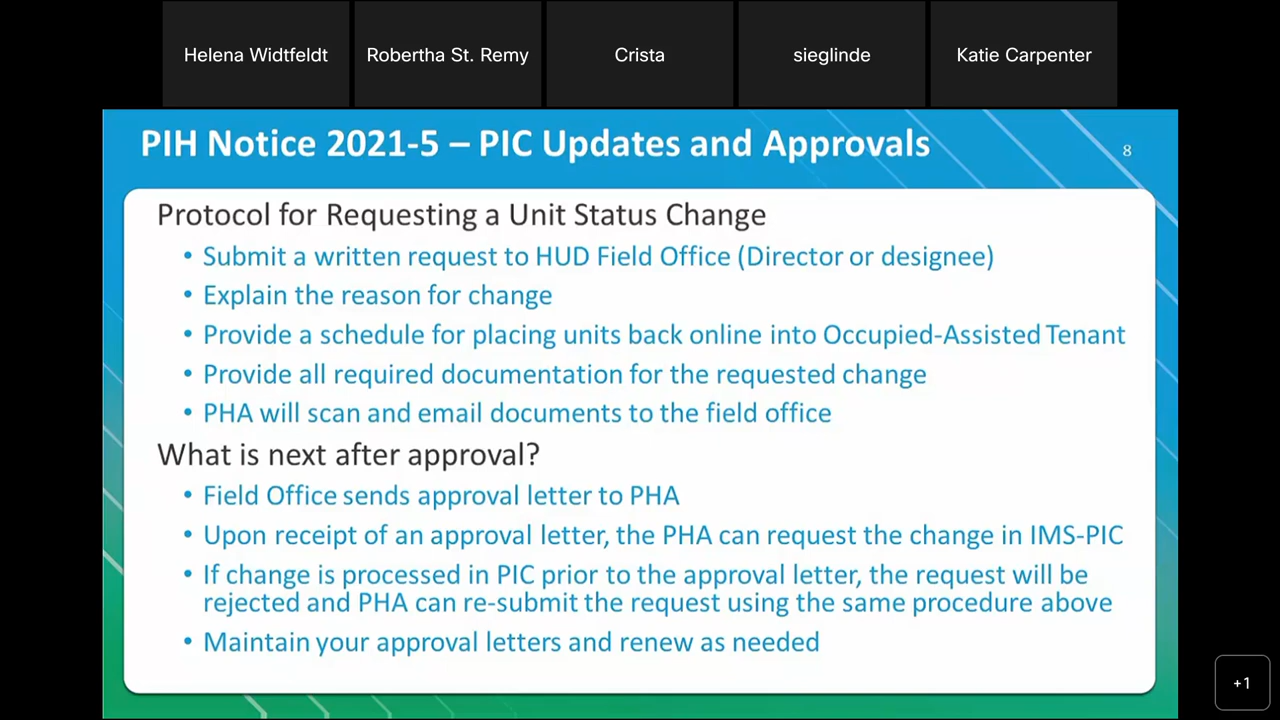 Helena Widtfeldt
Robertha St. Remy
Crista
sieglinde
Katie Carpenter
PIH Notice 2021-5 – PIC Updates and Approvals
8
Protocol for Requesting a Unit Status Change
• Submit a written request to HUD Field Office (Director or designee)
• Explain the reason for change
• Provide a schedule for placing units back online into Occupied-Assisted Tenant
• Provide all required documentation for the requested change
• PHA will scan and email documents to the field office
What is next after approval?
• Field Office sends approval letter to PHA
• Upon receipt of an approval letter, the PHA can request the change in IMS-PIC
• If change is processed in PIC prior to the approval letter, the request will be
rejected and PHA can re-submit the request using the same procedure above
• Maintain your approval letters and renew as needed
+1